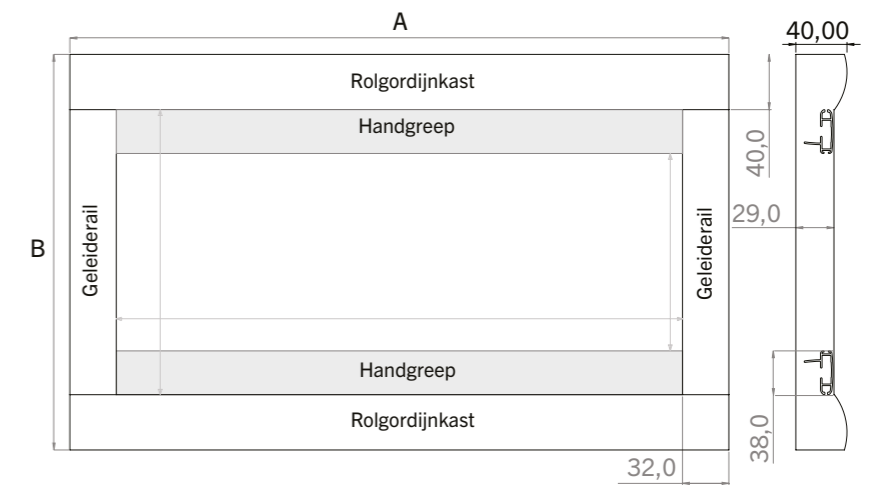 A
40,00
Rolgordijnkast
Handgreep
40,0
29,0
B
Geleiderail
Geleiderail
Handgreep
Rolgordijnkast
38,0
32,0